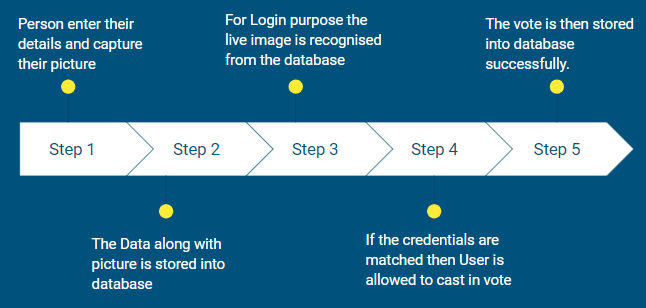 Person enter their
details and capture
their picture
For Login purpose the
live image is recognised
from the database
The vote is then stored
into database
successfully.
Step 1
Step 2
Step 3
Step 4
Step 5
The Data along with
picture is stored into
database
If the credentials are
matched then User is
allowed to cast in vote